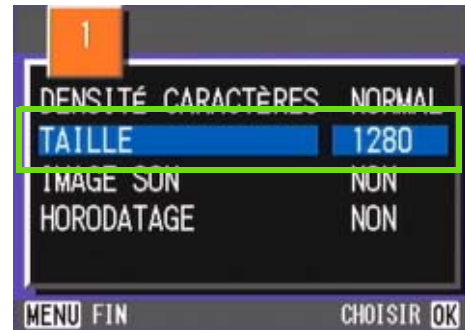 1
DENSITÉ CARACTÈRES NORMAL
TAILLE 1280
IMAGE SON NON
HORODATAGE NON
MENU FIN CHOISIR OK